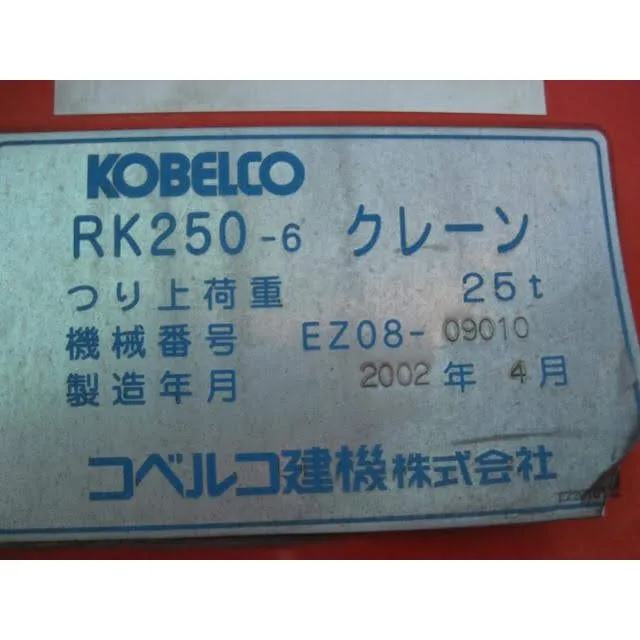 KOBELCO
RK250-6 クレーン
つり上荷重 25t
機械番号 EZ08-09010
製造年月 2002年 4月
コベルコ建機株式会社